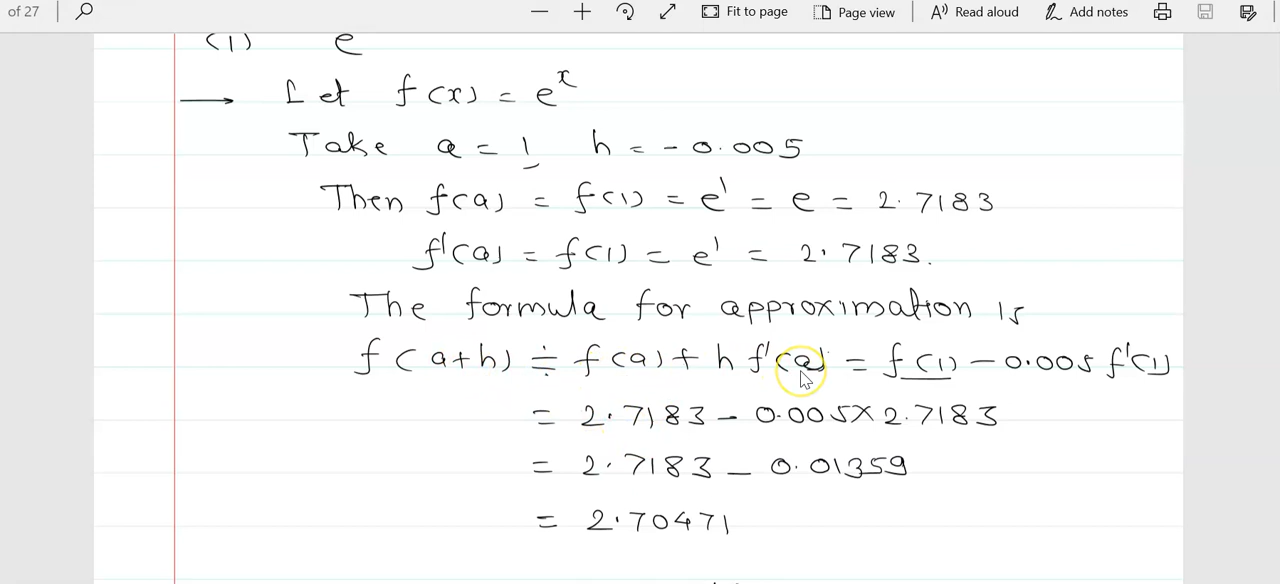 of 27 Fit to page Page view Read aloud Add notes
(1) e
→ Let f(x) = e^x
Take a = 1 h = -0.005
Then f(a) = f(1) = e^1 = e = 2.7183
f'(a) = f(1) = e^1 = 2.7183.
The formula for approximation is
f(a+h) ≑ f(a) + h f'(a) = f(1) - 0.005 f'(1)
= 2.7183 - 0.005 × 2.7183
= 2.7183 - 0.01359
= 2.70471